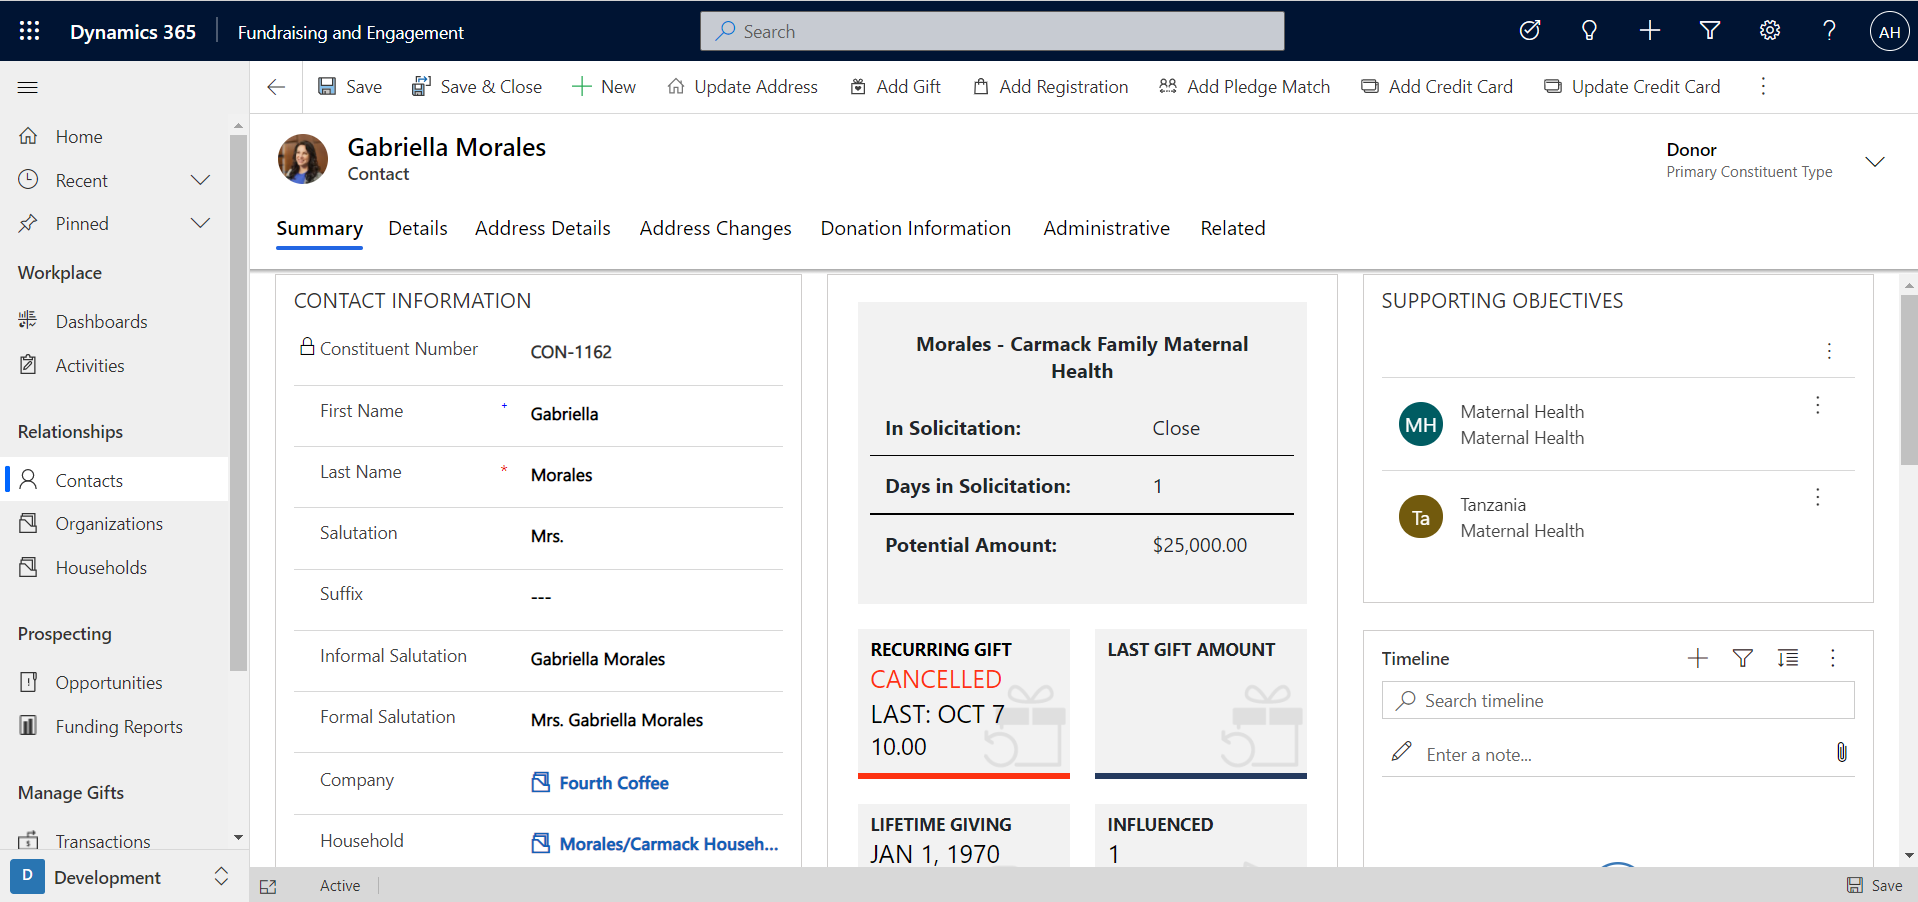 Dynamics 365
Fundraising and Engagement
Search
AH
Save
Save & Close
New
Update Address
Add Gift
Add Registration
Add Pledge Match
Add Credit Card
Update Credit Card
Home
Recent
Pinned
Workplace
Dashboards
Activities
Relationships
Contacts
Organizations
Households
Prospecting
Opportunities
Funding Reports
Manage Gifts
Transactions
D
Development
Gabriella Morales
Contact
Donor
Primary Constituent Type
Summary
Details
Address Details
Address Changes
Donation Information
Administrative
Related
CONTACT INFORMATION
Constituent Number
CON-1162
First Name
+
Gabriella
Last Name
*
Morales
Salutation
Mrs.
Suffix
---
Informal Salutation
Gabriella Morales
Formal Salutation
Mrs. Gabriella Morales
Company
Fourth Coffee
Household
Morales/Carmack Househ...
Morales - Carmack Family Maternal
Health
In Solicitation:
Close
Days in Solicitation:
1
Potential Amount:
$25,000.00
RECURRING GIFT
CANCELLED
LAST: OCT 7
10.00
LAST GIFT AMOUNT
LIFETIME GIVING
JAN 1, 1970
INFLUENCED
1
SUPPORTING OBJECTIVES
MH
Maternal Health
Maternal Health
Ta
Tanzania
Maternal Health
Timeline
Search timeline
Enter a note...
Active
Save